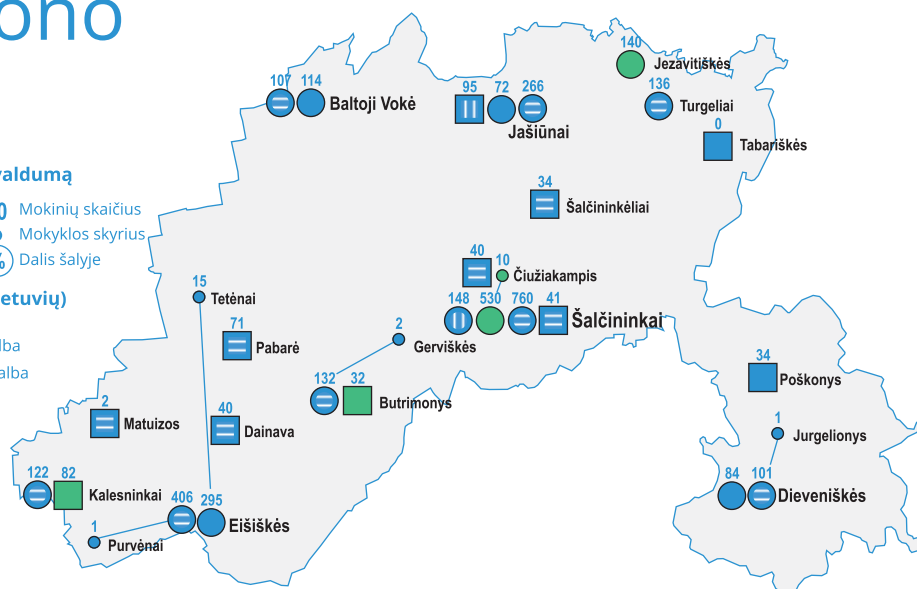 ono
140
Jezavitiškės
107 114
Baltoji Vokė
95 72 266
Jašiūnai
136
Turgeliai
0
Tabariškės
valdumą
0 Mokinių skaičius
Mokyklos skyrius
% Dalis šalyje
etuvių)
lba
alba
34
Šalčininkėliai
40 10
Čiužiakampis
148 530 760 41
Šalčininkai
15
Tetėnai
71
Pabarė
2
Gerviškės
132 32
Butrimonys
34
Poškonys
2
Matuizos
40
Dainava
1
Jurgelionys
122 82
Kalesninkai
406 295
Eišiškės
84 101
Dieveniškės
1
Purvėnai